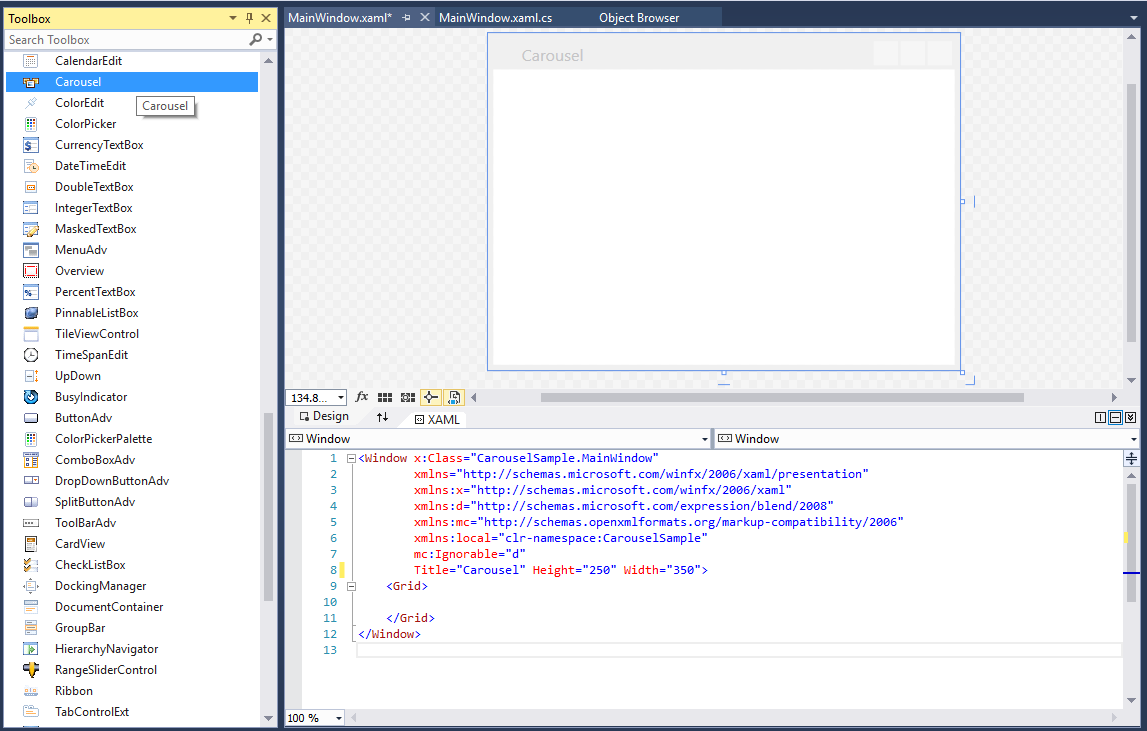 Toolbox
Search Toolbox
CalendarEdit
Carousel
ColorEdit
Carousel
ColorPicker
CurrencyTextBox
DateTimeEdit
DoubleTextBox
IntegerTextBox
MaskedTextBox
MenuAdv
Overview
PercentTextBox
PinnableListBox
TileViewControl
TimeSpanEdit
UpDown
BusyIndicator
ButtonAdv
ColorPickerPalette
ComboBoxAdv
DropDownButtonAdv
SplitButtonAdv
ToolBarAdv
CardView
CheckListBox
DockingManager
DocumentContainer
GroupBar
HierarchyNavigator
RangeSliderControl
Ribbon
TabControlExt
MainWindow.xaml* MainWindow.xaml.cs Object Browser
Carousel
134.8... fx
Design XAML
Window Window
1 <Window x:Class="CarouselSample.MainWindow"
2 xmlns="http://schemas.microsoft.com/winfx/2006/xaml/presentation"
3 xmlns:x="http://schemas.microsoft.com/winfx/2006/xaml"
4 xmlns:d="http://schemas.microsoft.com/expression/blend/2008"
5 xmlns:mc="http://schemas.openxmlformats.org/markup-compatibility/2006"
6 xmlns:local="clr-namespace:CarouselSample"
7 mc:Ignorable="d"
8 Title="Carousel" Height="250" Width="350">
9 <Grid>
10
11 </Grid>
12 </Window>
13
100 %